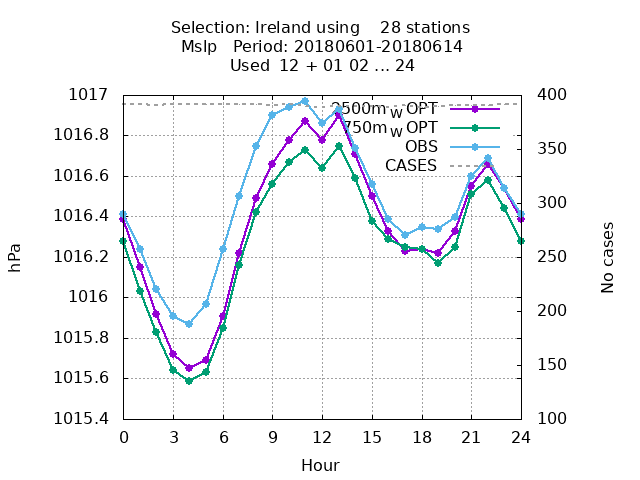 Selection: Ireland using 28 stations
Mslp Period: 20180601-20180614
Used 12 + 01 02 ... 24
1017 400
2500m_W OPT
750m_W OPT
OBS
CASES
1016.8 350
1016.6 300
1016.4 250
1016.2 200
1016 150
1015.8 100
1015.6
1015.4
hPa
No cases
0 3 6 9 12 15 18 21 24
Hour